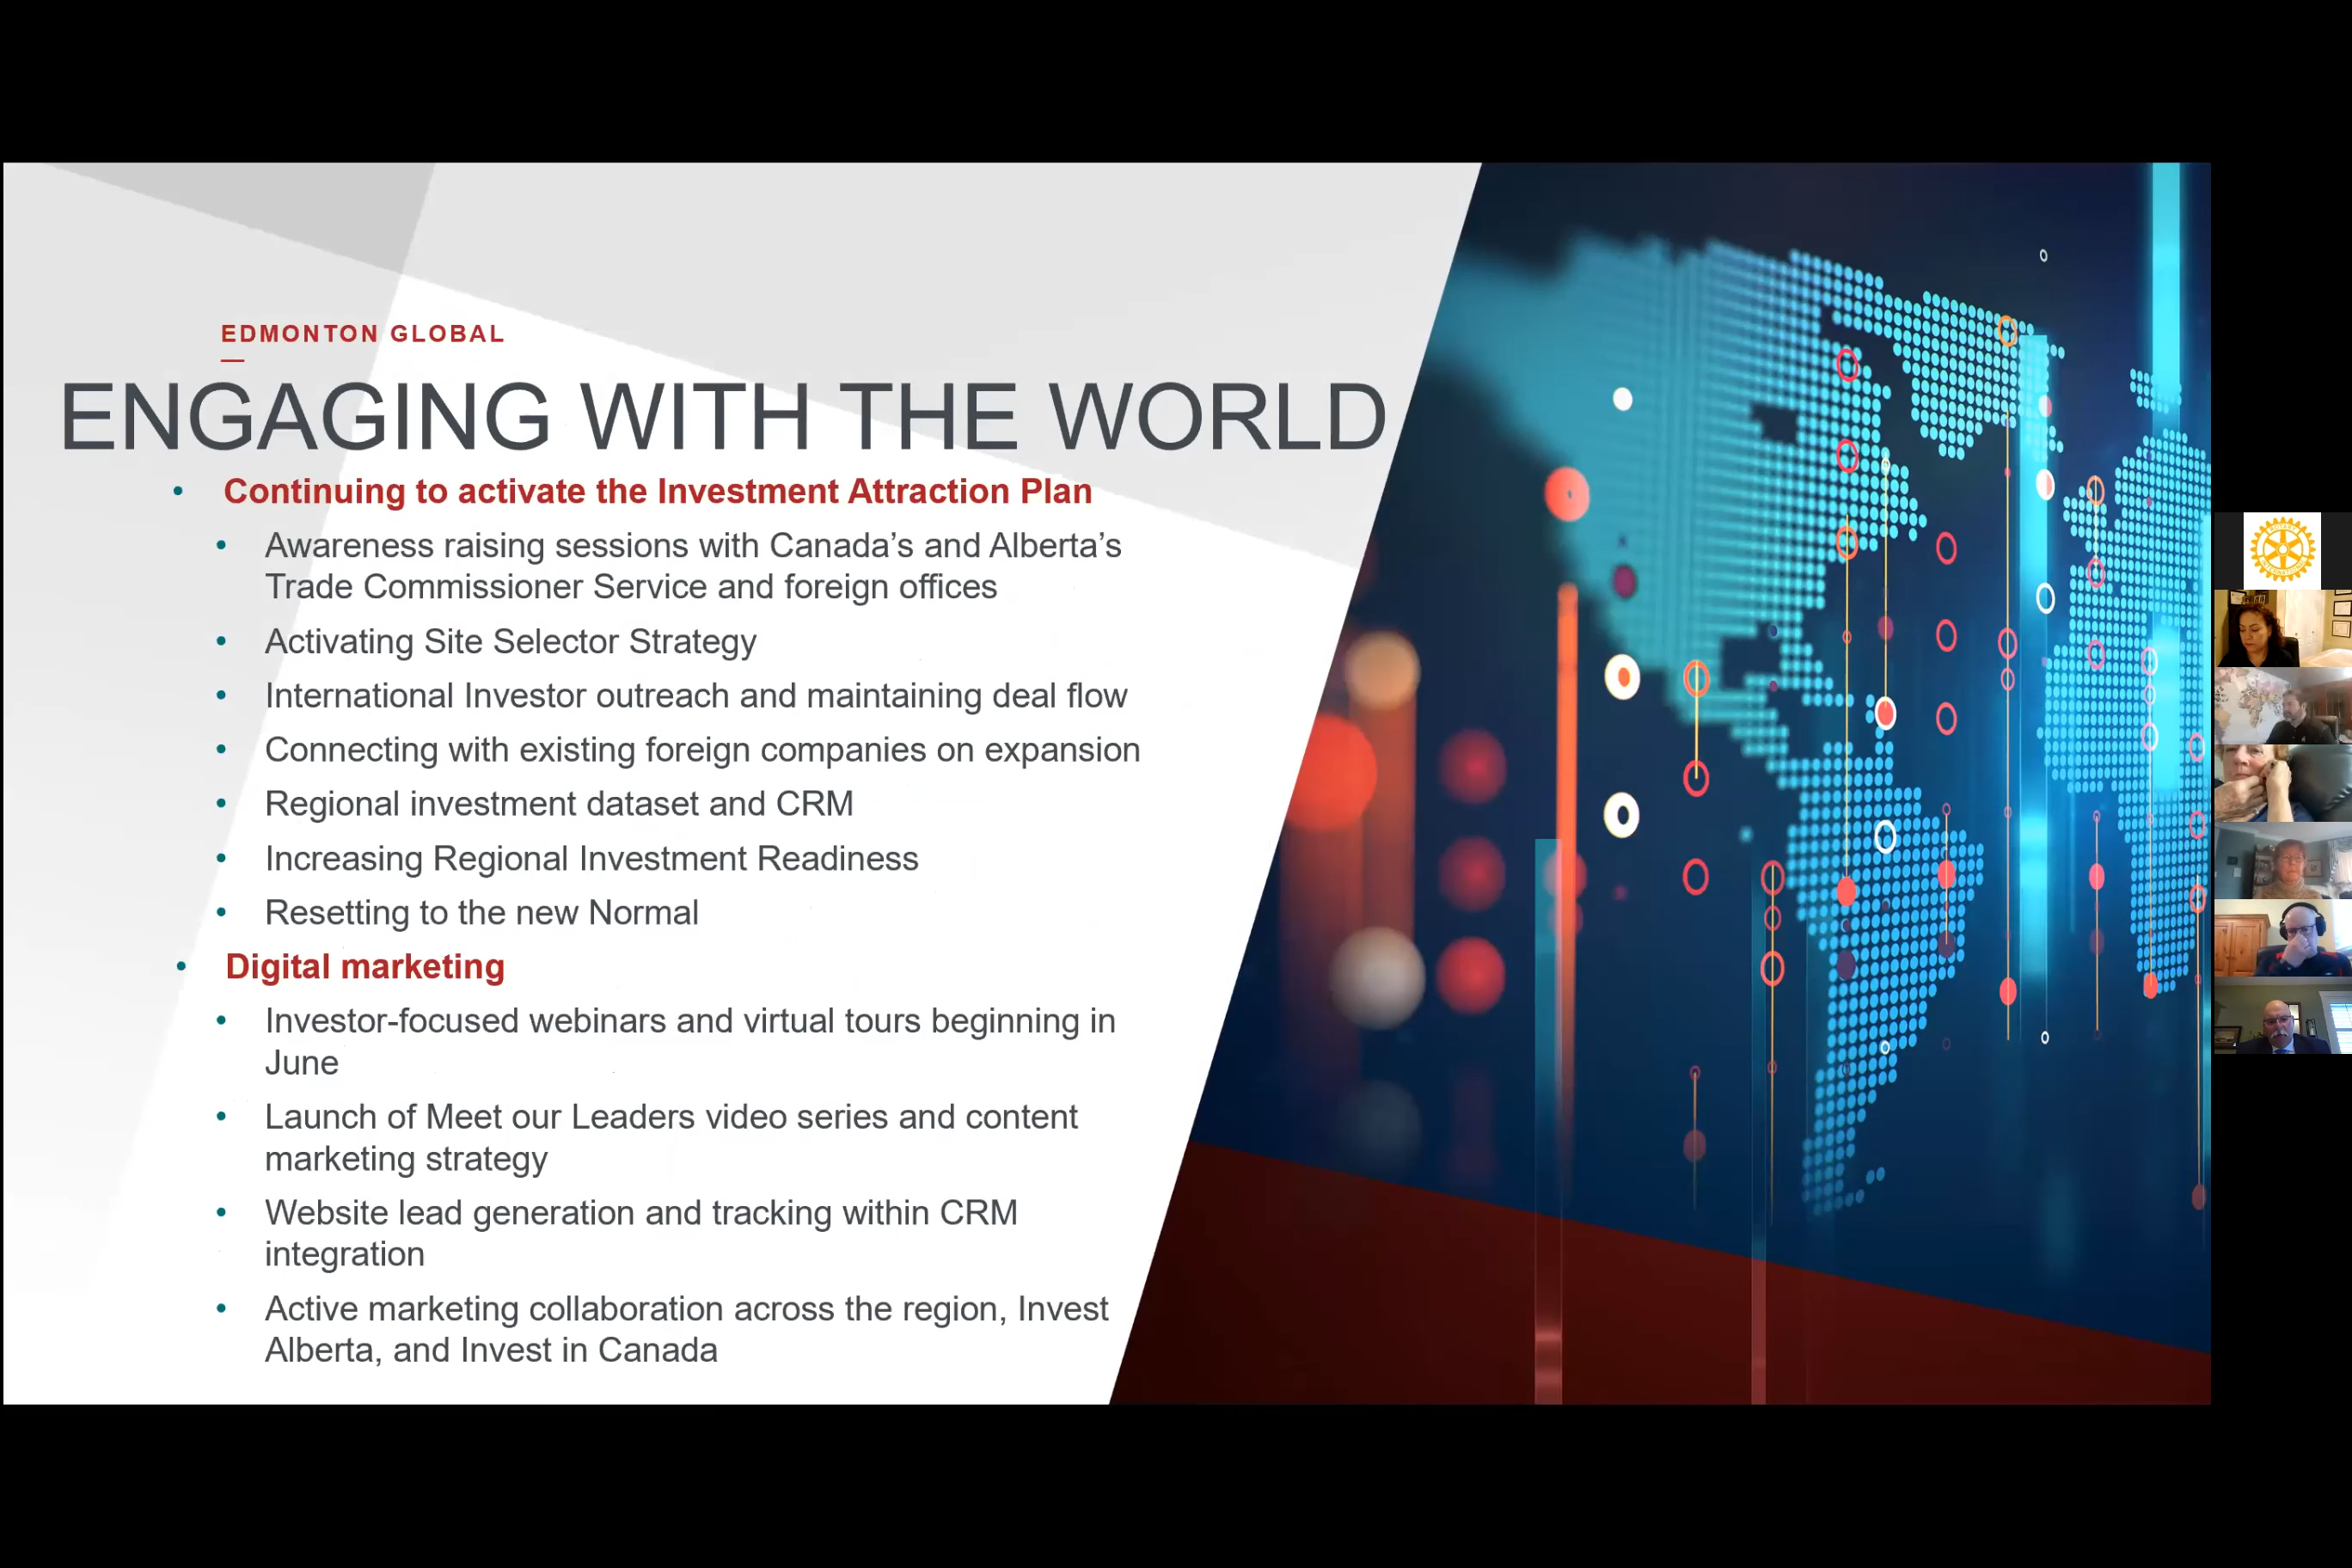 EDMONTON GLOBAL
ENGAGING WITH THE WORLD
• Continuing to activate the Investment Attraction Plan
• Awareness raising sessions with Canada’s and Alberta’s
Trade Commissioner Service and foreign offices
• Activating Site Selector Strategy
• International Investor outreach and maintaining deal flow
• Connecting with existing foreign companies on expansion
• Regional investment dataset and CRM
• Increasing Regional Investment Readiness
• Resetting to the new Normal
• Digital marketing
• Investor-focused webinars and virtual tours beginning in
June
• Launch of Meet our Leaders video series and content
marketing strategy
• Website lead generation and tracking within CRM
integration
• Active marketing collaboration across the region, Invest
Alberta, and Invest in Canada
ROTARY
INTERNATIONAL